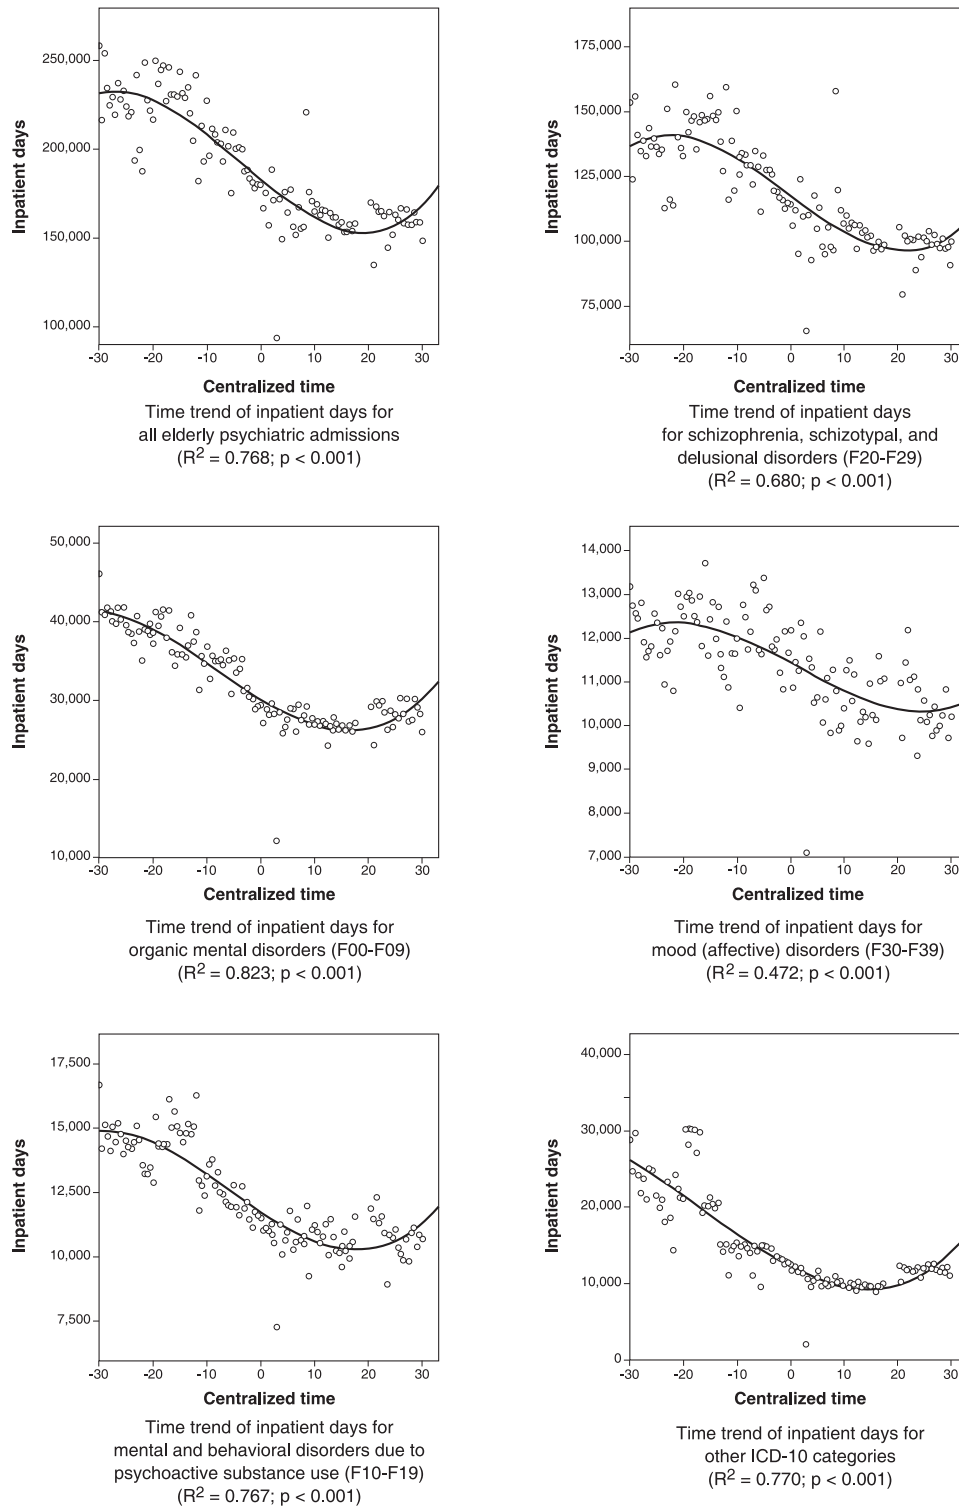 250,000
200,000
150,000
100,000
Inpatient days
-30 -20 -10 0 10 20 30
Centralized time
Time trend of inpatient days for
all elderly psychiatric admissions
(R² = 0.768; p < 0.001)
175,000
150,000
125,000
100,000
75,000
Inpatient days
-30 -20 -10 0 10 20 30
Centralized time
Time trend of inpatient days
for schizophrenia, schizotypal, and
delusional disorders (F20-F29)
(R² = 0.680; p < 0.001)
50,000
40,000
30,000
20,000
10,000
Inpatient days
-30 -20 -10 0 10 20 30
Centralized time
Time trend of inpatient days for
organic mental disorders (F00-F09)
(R² = 0.823; p < 0.001)
14,000
13,000
12,000
11,000
10,000
9,000
7,000
Inpatient days
-30 -20 -10 0 10 20 30
Centralized time
Time trend of inpatient days for
mood (affective) disorders (F30-F39)
(R² = 0.472; p < 0.001)
17,500
15,000
12,500
10,000
7,500
Inpatient days
-30 -20 -10 0 10 20 30
Centralized time
Time trend of inpatient days for
mental and behavioral disorders due to
psychoactive substance use (F10-F19)
(R² = 0.767; p < 0.001)
40,000
30,000
20,000
10,000
0
Inpatient days
-30 -20 -10 0 10 20 30
Centralized time
Time trend of inpatient days for
other ICD-10 categories
(R² = 0.770; p < 0.001)